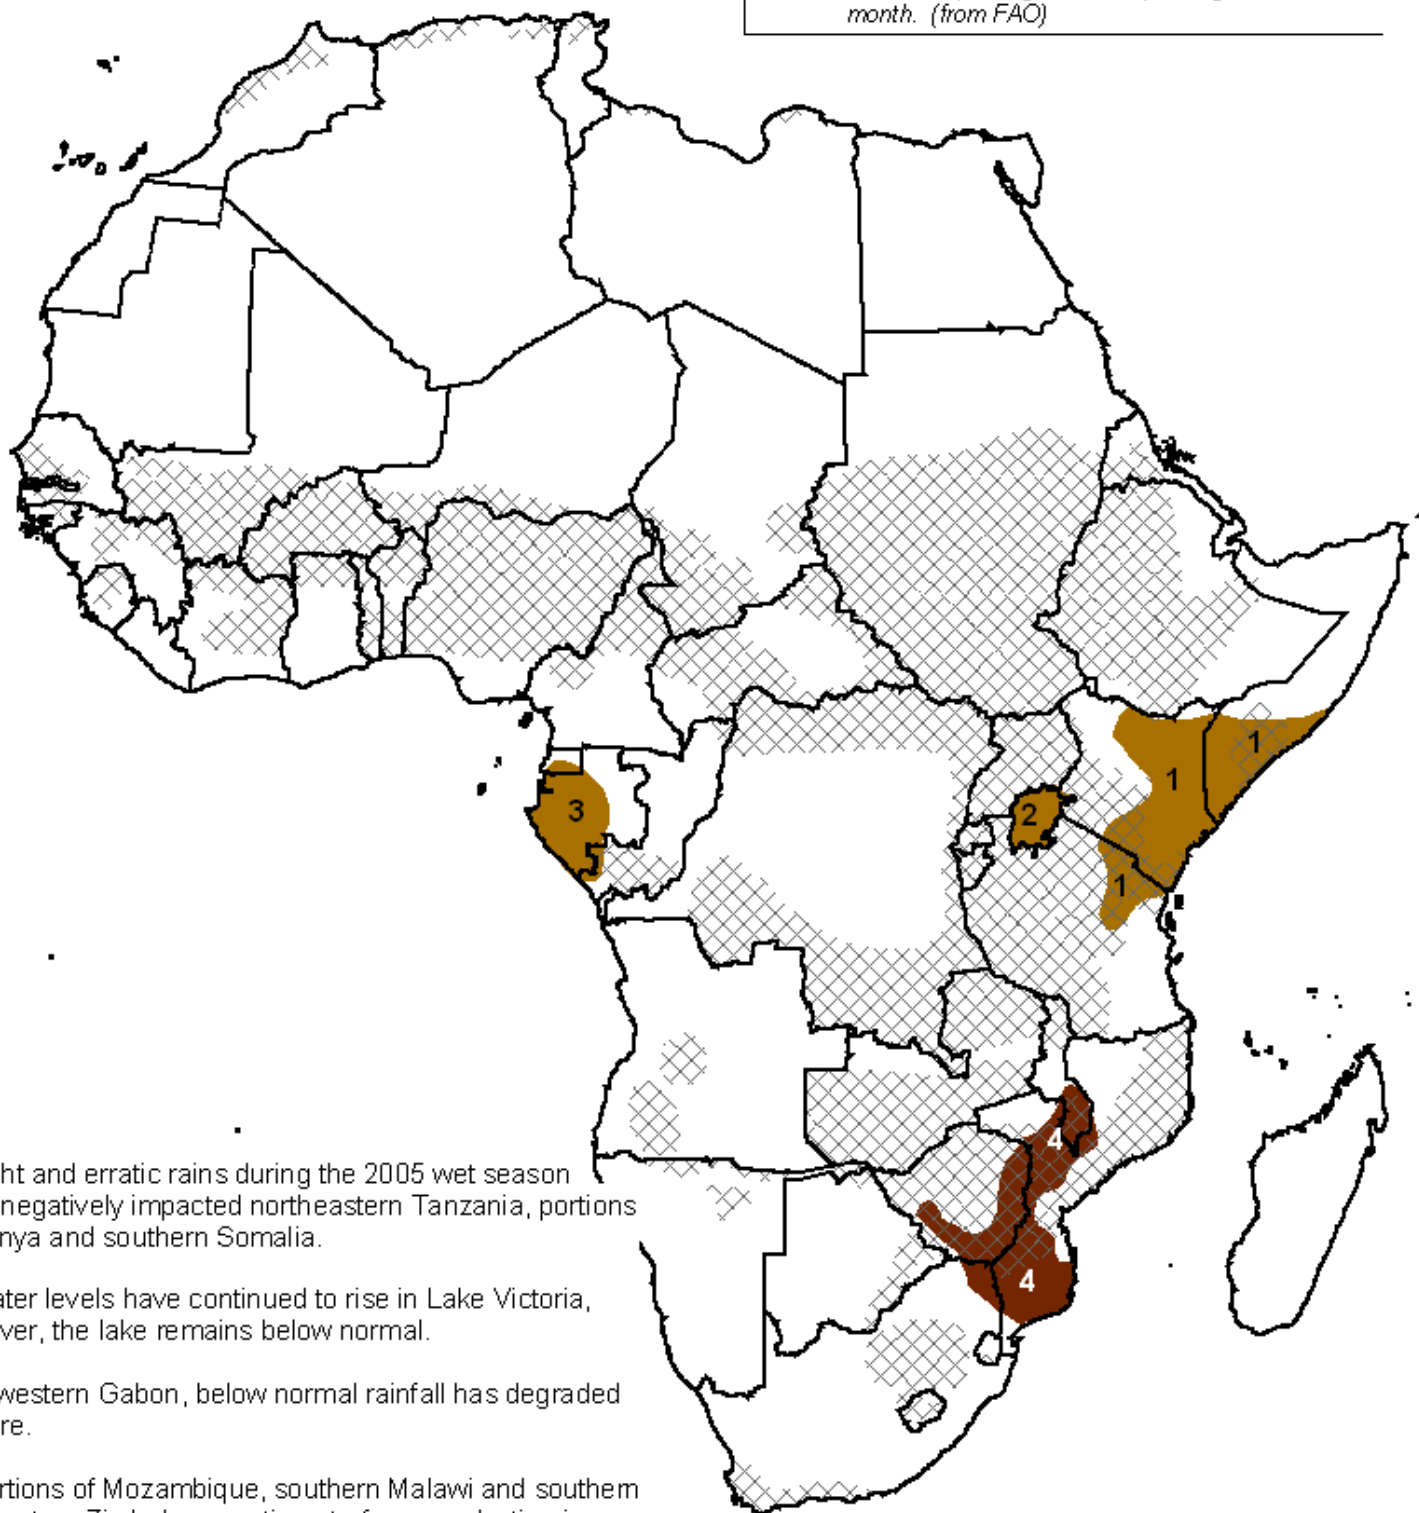 month. (from FAO)
1
1
2
3
1
4
4
ht and erratic rains during the 2005 wet season
negatively impacted northeastern Tanzania, portions
nya and southern Somalia.
ater levels have continued to rise in Lake Victoria,
ver, the lake remains below normal.
western Gabon, below normal rainfall has degraded
re.
rtions of Mozambique, southern Malawi and southern